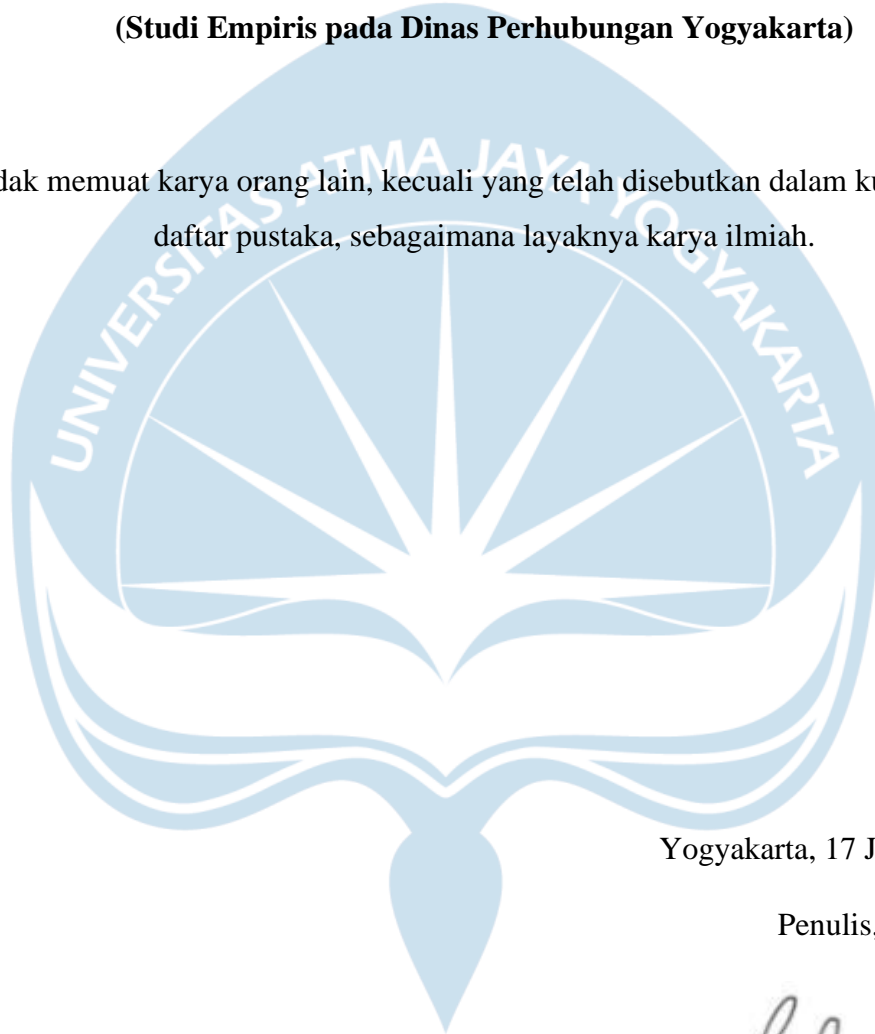 (Studi Empiris pada Dinas Perhubungan Yogyakarta)
UNIVERSITAS ATMA JAYA YOGYAKARTA
dak memuat karya orang lain, kecuali yang telah disebutkan dalam ku
daftar pustaka, sebagaimana layaknya karya ilmiah.
Yogyakarta, 17 J
Penulis,